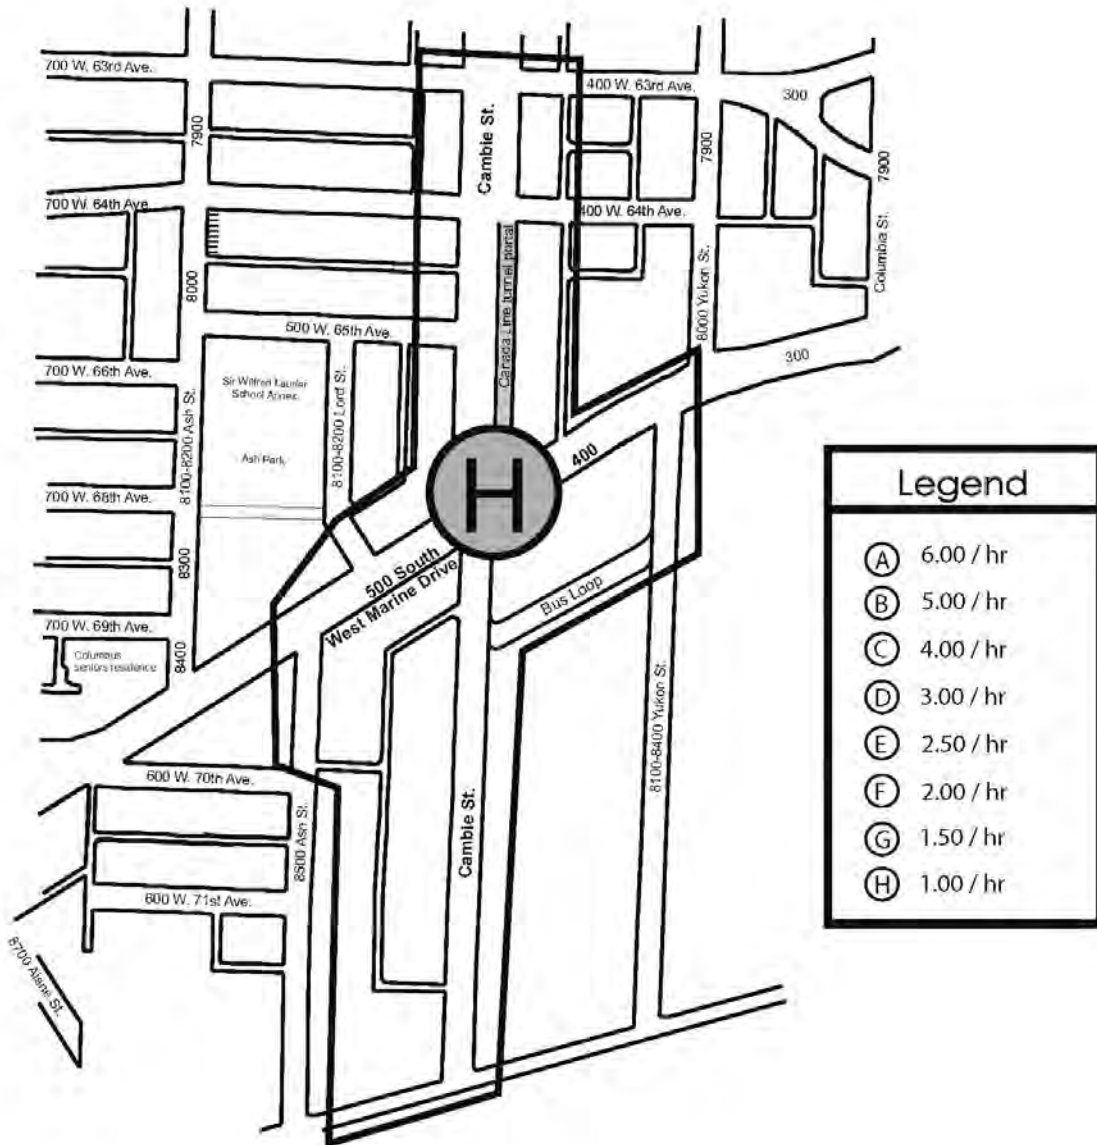 700 W. 63rd Ave.
400 W. 63rd Ave.
300
7900
7900
7900
Cambie St.
700 W. 64th Ave.
400 W. 64th Ave.
Columbia St.
8000
Canada Line tunnel portal
8000 Yukon St.
500 W. 65th Ave.
300
700 W. 66th Ave.
Sir Wilfred Laurier
School Annex
8100-8200 Ash St.
8100-8200 Lord St.
Ash Park
400
H
700 W. 68th Ave.
8300
500 South
West Marine Drive
Bus Loop
700 W. 69th Ave.
8400
Columbus
seniors residence
8100-8400 Yukon St.
600 W. 70th Ave.
8500 Ash St.
Cambie St.
600 W. 71st Ave.
Legend
A 6.00 / hr
B 5.00 / hr
C 4.00 / hr
D 3.00 / hr
E 2.50 / hr
F 2.00 / hr
G 1.50 / hr
H 1.00 / hr